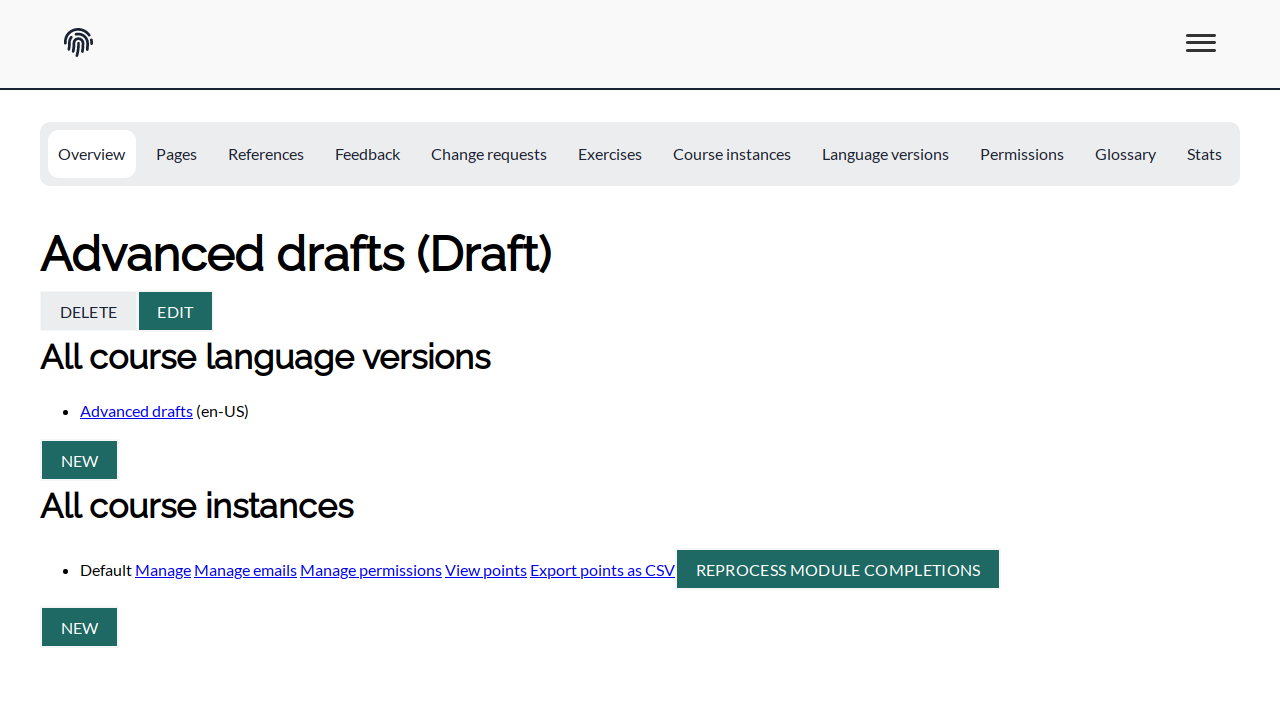 Overview Pages References Feedback Change requests Exercises Course instances Language versions Permissions Glossary Stats
Advanced drafts (Draft)
DELETE EDIT
All course language versions
• Advanced drafts (en-US)
NEW
All course instances
• Default Manage Manage emails Manage permissions View points Export points as CSV REPROCESS MODULE COMPLETIONS
NEW